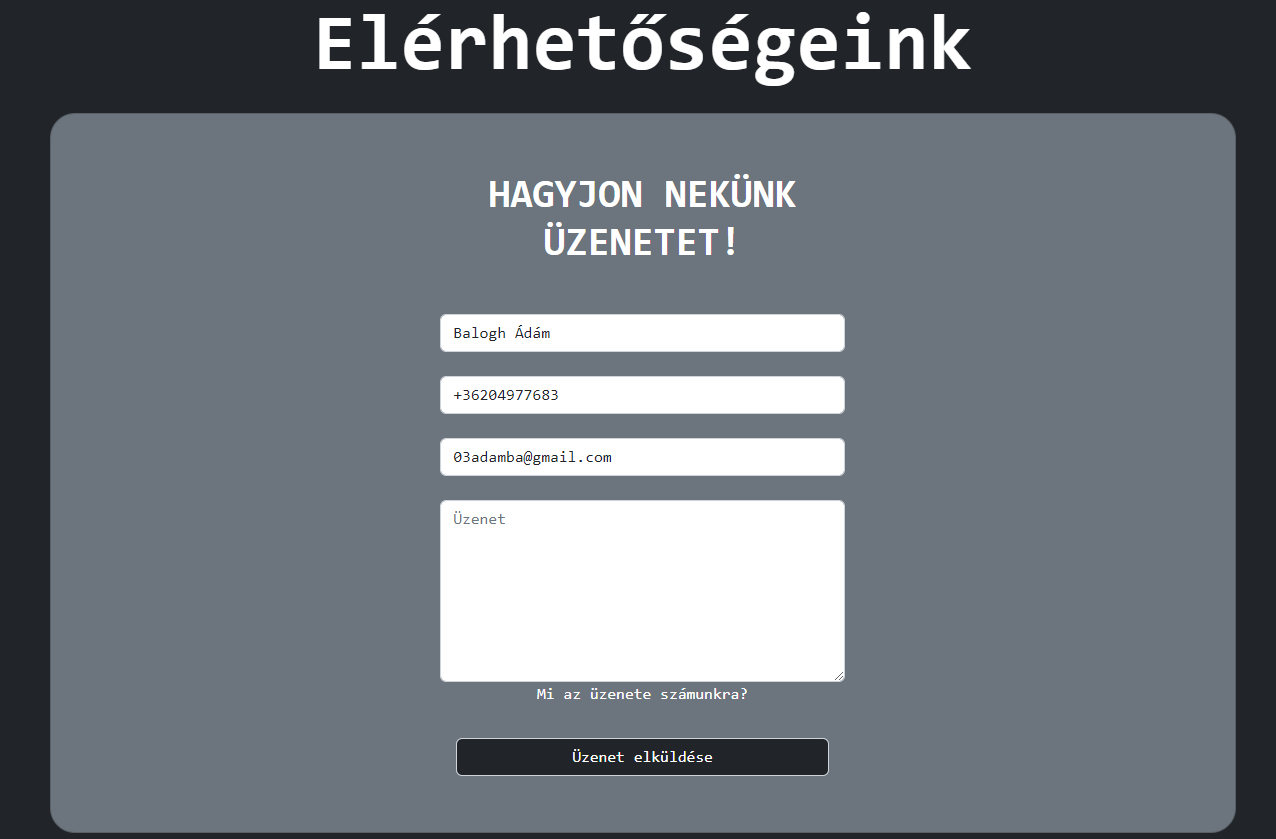 Elérhetőségeink
HAGYJON NEKÜNK
ÜZENETET!
Balogh Ádám
+36204977683
03adamba@gmail.com
Üzenet
Mi az üzenete számunkra?
Üzenet elküldése